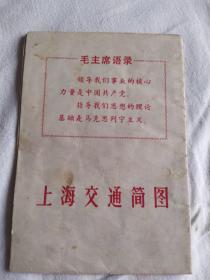 毛主席语录
领导我们事业的核心
力量是中国共产党。
指导我们思想的理论
基础是马克思列宁主义。
上海交通简图